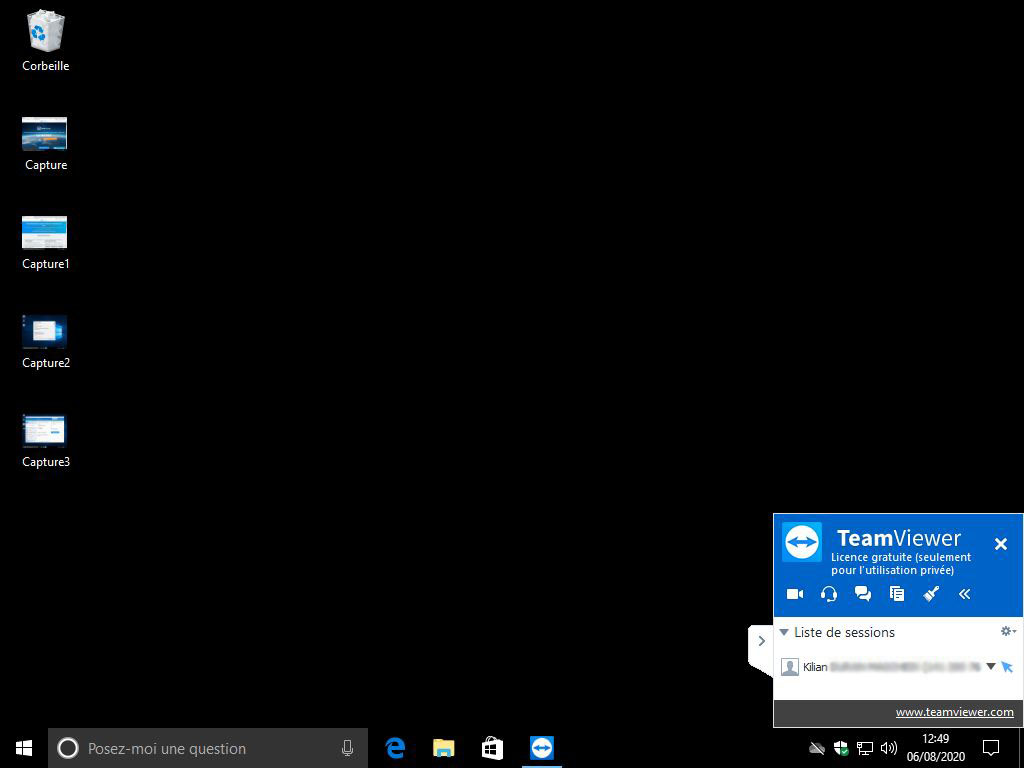 Corbeille
Capture
Capture1
Capture2
Capture3
TeamViewer
Licence gratuite (seulement
pour l'utilisation privée)
Liste de sessions
Kilian
www.teamviewer.com
Posez-moi une question
12:49
06/08/2020